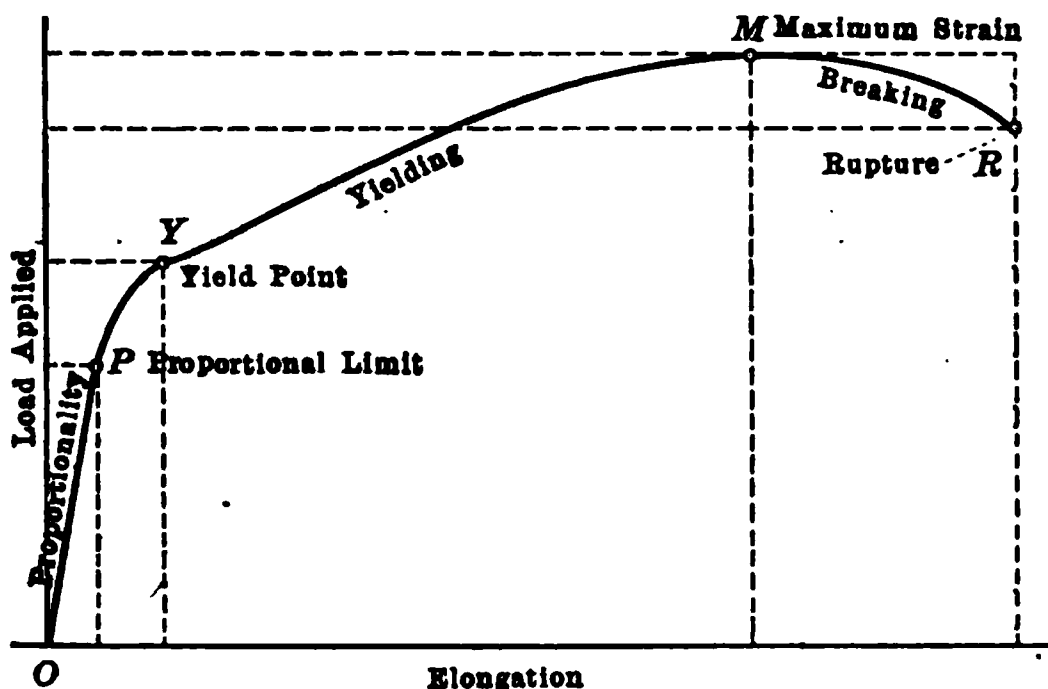 M Maximum Strain
Breaking
Rupture R
Yielding
Y
Yield Point
P Proportional Limit
Load Applied
Proportionality
O
Elongation